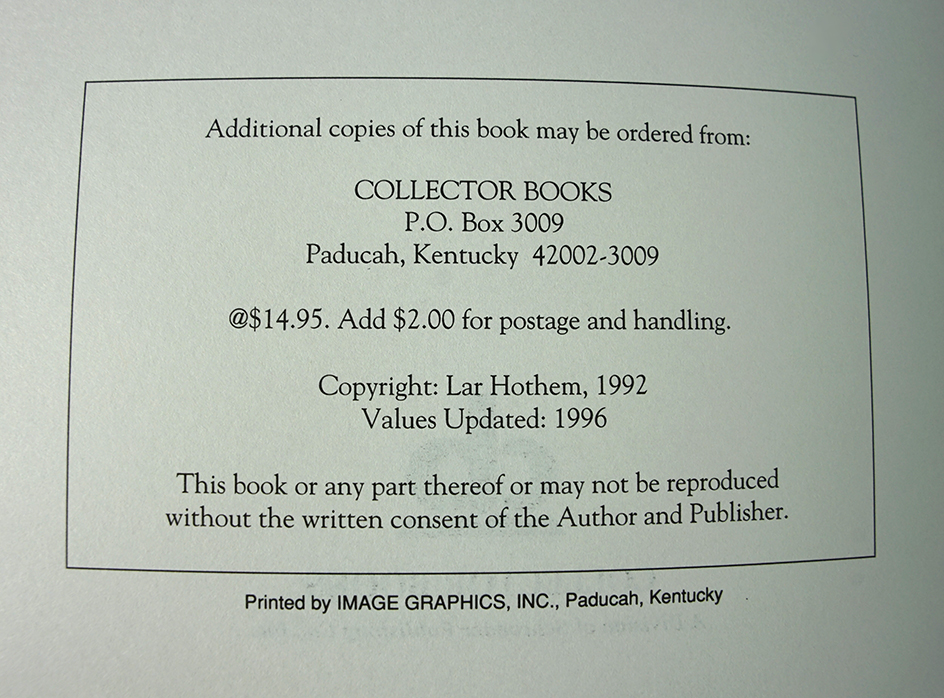 Additional copies of this book may be ordered from:
COLLECTOR BOOKS
P.O. Box 3009
Paducah, Kentucky 42002-3009
@$14.95. Add $2.00 for postage and handling.
Copyright: Lar Hothem, 1992
Values Updated: 1996
This book or any part thereof or may not be reproduced
without the written consent of the Author and Publisher.
Printed by IMAGE GRAPHICS, INC., Paducah, Kentucky